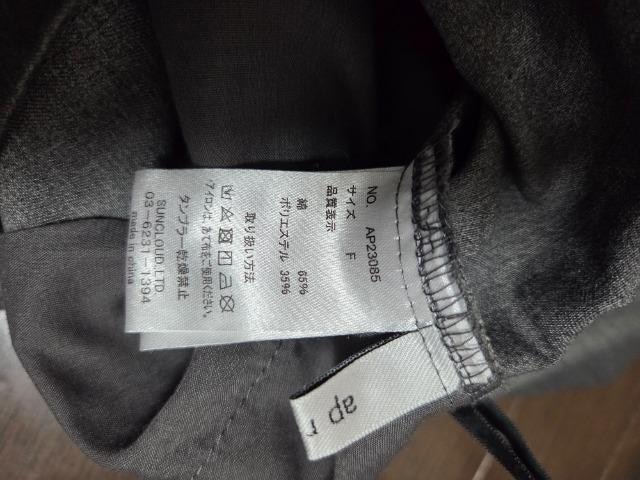 NO. AP23085
サイズ F
品質表示
綿 65%
ポリエステル 35%
取り扱い方法
(アイロンは、あて布をご使用ください。
タンブラー乾燥禁止
SUNCLOUD.LTD.
03-6231-1394
made in china
ap r